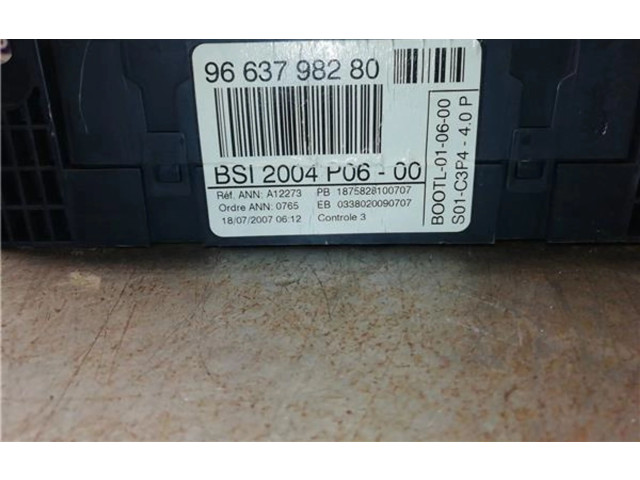 96 637 982 80
BSI 2004 P06 - 00
Réf. ANN: A12273 PB 1875828100707
Ordre ANN: 0765 EB 0338020090707
18/07/2007 06:12 Controle 3
BOOTL-01-06-00
S01-C3P4 - 4.0 P